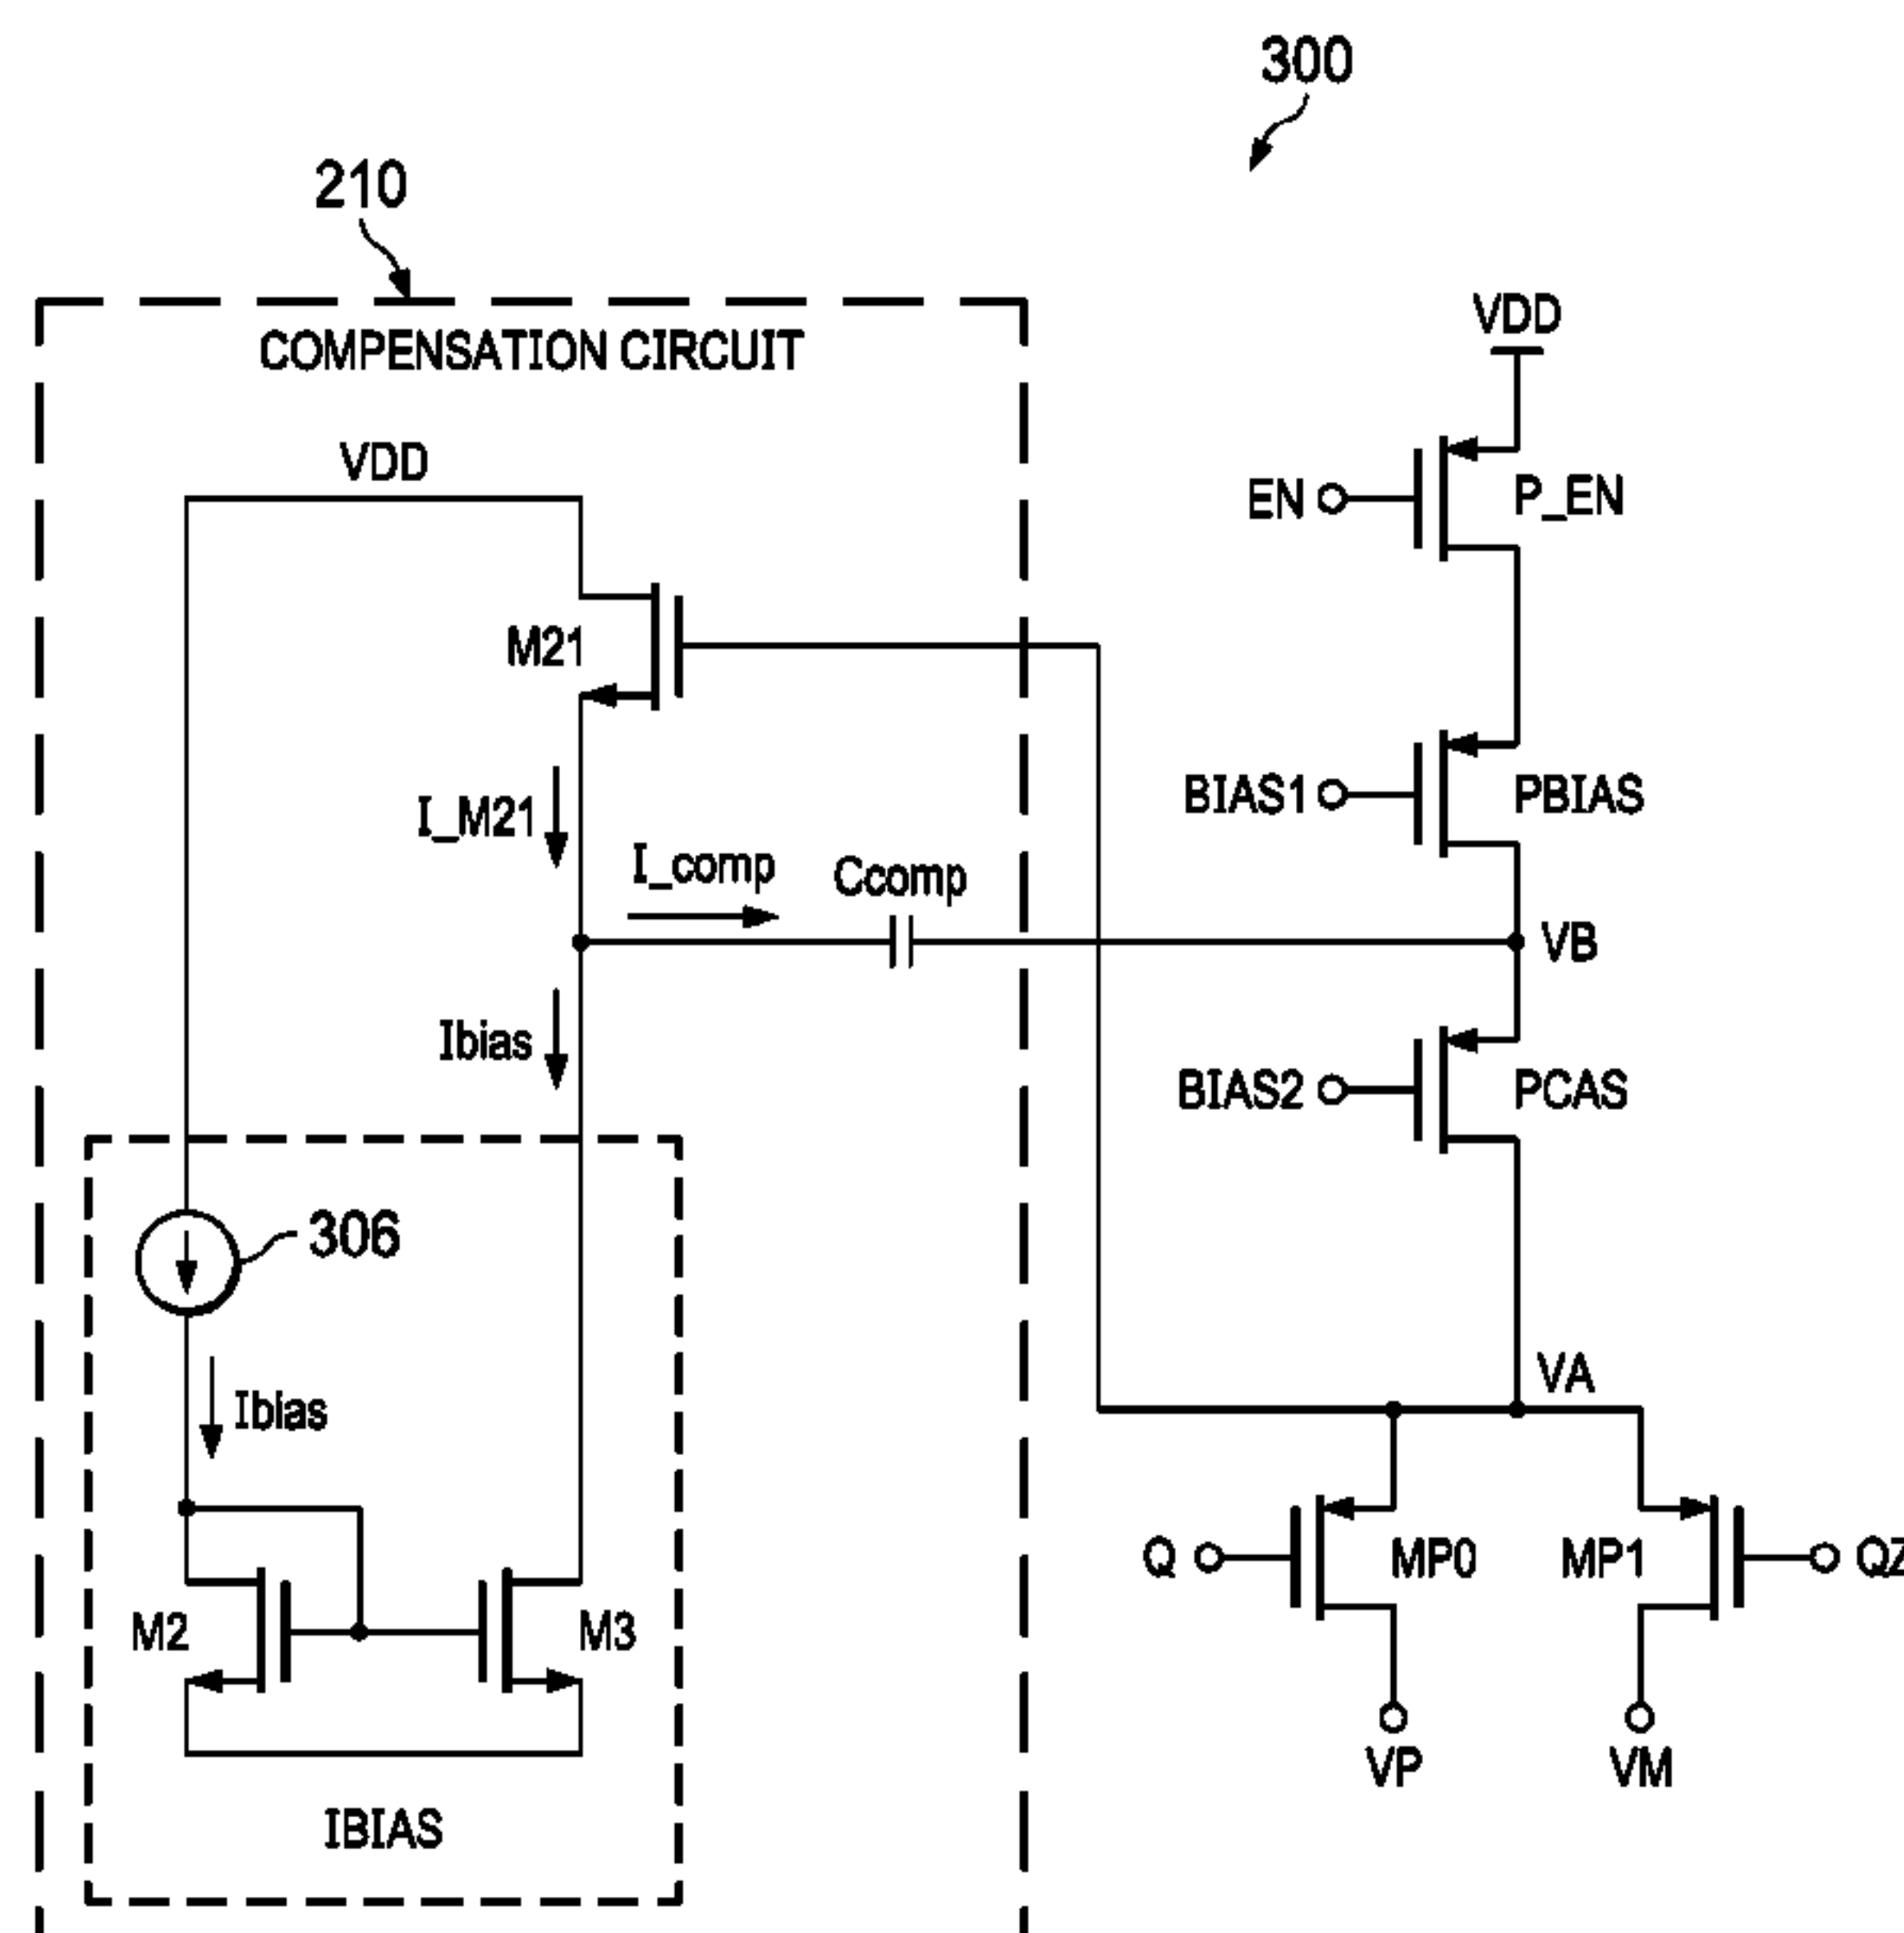 300
210
COMPENSATION CIRCUIT
VDD
VDD
EN
P_EN
M21
I_M21
BIAS1
PBIAS
I_comp
Ccomp
VB
Ibias
BIAS2
PCAS
306
Ibias
VA
M2
M3
Q
MP0
MP1
QZ
VP
VM
IBIAS